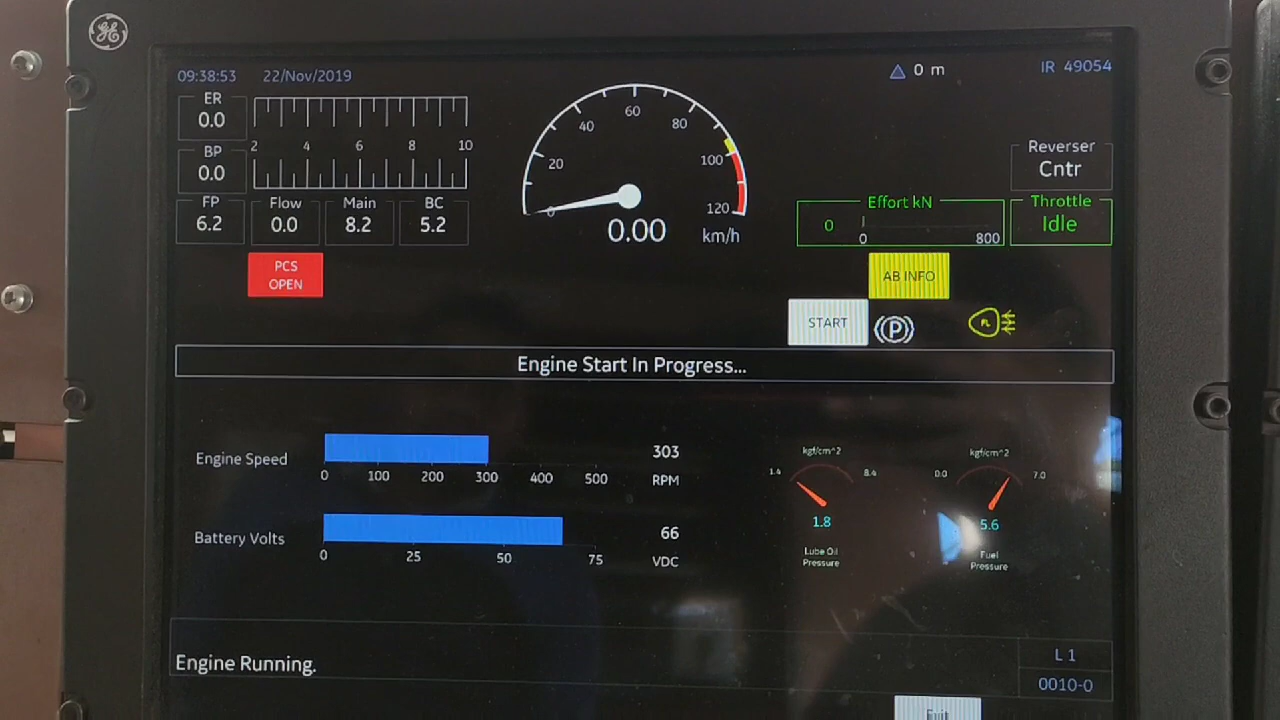 GE
09:38:53 22/Nov/2019
0 m
IR 49054
ER
0.0
BP
0.0
2 4 6 8 10
FP
6.2
Flow
0.0
Main
8.2
BC
5.2
0 20 40 60 80 100 120
0.00 km/h
Reverser
Cntr
Effort kN
0
0 800
Throttle
Idle
PCS
OPEN
AB INFO
START
P
FL
Engine Start In Progress...
Engine Speed
0 100 200 300 400 500
303
RPM
Battery Volts
0 25 50 75
66
VDC
kgf/cm^2
1.4 8.4
1.8
Lube Oil
Pressure
kgf/cm^2
0.0 7.0
5.6
Fuel
Pressure
Engine Running.
L 1
0010-0
Exit